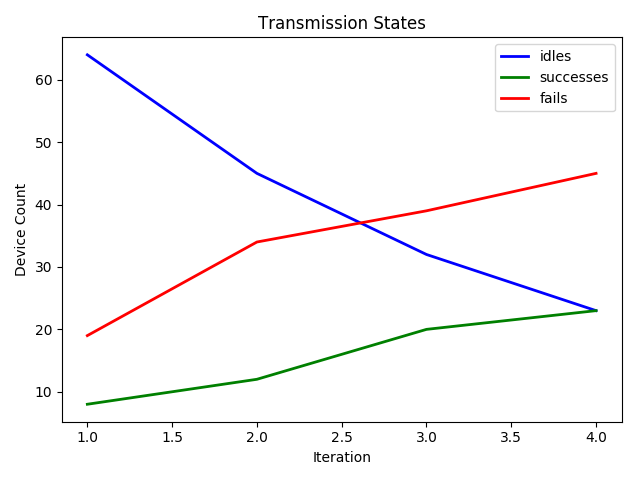 Transmission States
idles
successes
fails
60
50
40
30
20
10
Device Count
1.0 1.5 2.0 2.5 3.0 3.5 4.0
Iteration